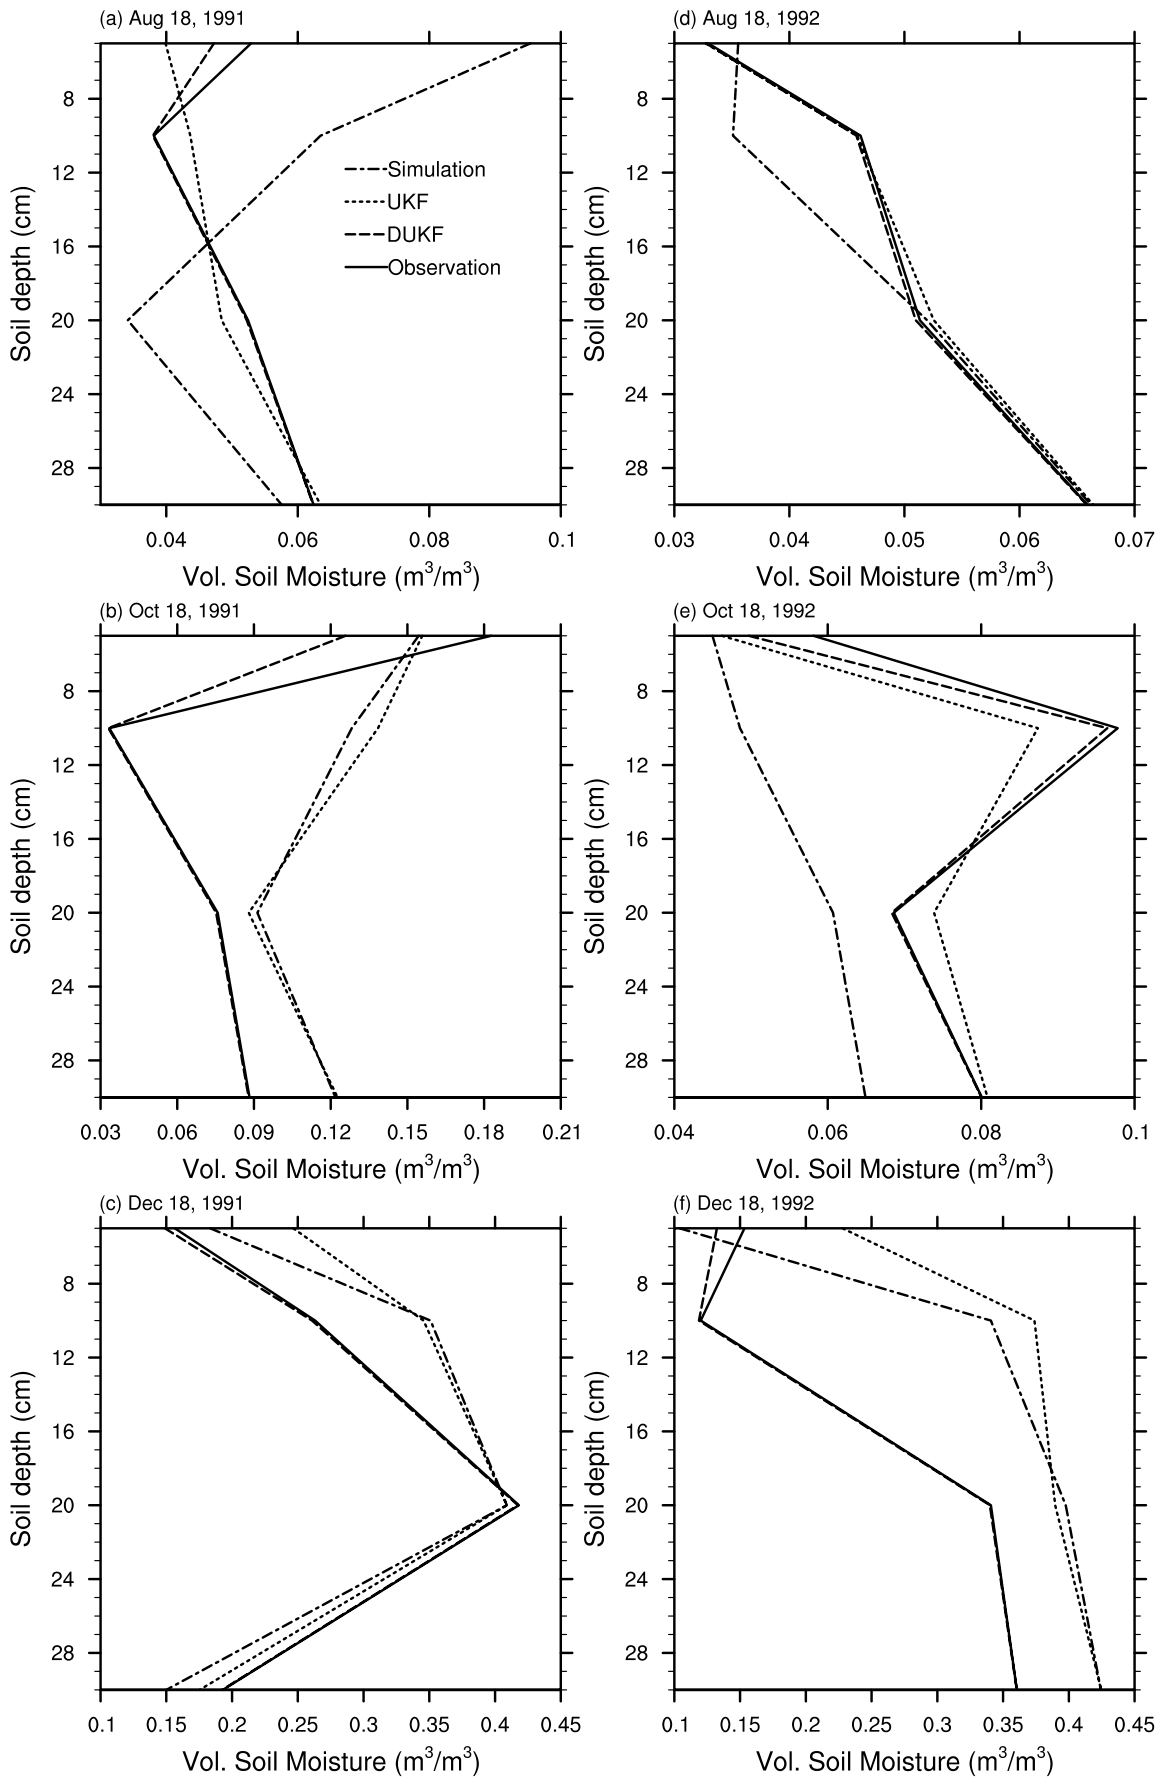 (a) Aug 18, 1991
8
12
16
20
24
28
Soil depth (cm)
Simulation
UKF
DUKF
Observation
0.04 0.06 0.08 0.1
Vol. Soil Moisture (m³/m³)
(d) Aug 18, 1992
8
12
16
20
24
28
Soil depth (cm)
0.03 0.04 0.05 0.06 0.07
Vol. Soil Moisture (m³/m³)
(b) Oct 18, 1991
8
12
16
20
24
28
Soil depth (cm)
0.03 0.06 0.09 0.12 0.15 0.18 0.21
Vol. Soil Moisture (m³/m³)
(e) Oct 18, 1992
8
12
16
20
24
28
Soil depth (cm)
0.04 0.06 0.08 0.1
Vol. Soil Moisture (m³/m³)
(c) Dec 18, 1991
8
12
16
20
24
28
Soil depth (cm)
0.1 0.15 0.2 0.25 0.3 0.35 0.4 0.45
Vol. Soil Moisture (m³/m³)
(f) Dec 18, 1992
8
12
16
20
24
28
Soil depth (cm)
0.1 0.15 0.2 0.25 0.3 0.35 0.4 0.45
Vol. Soil Moisture (m³/m³)